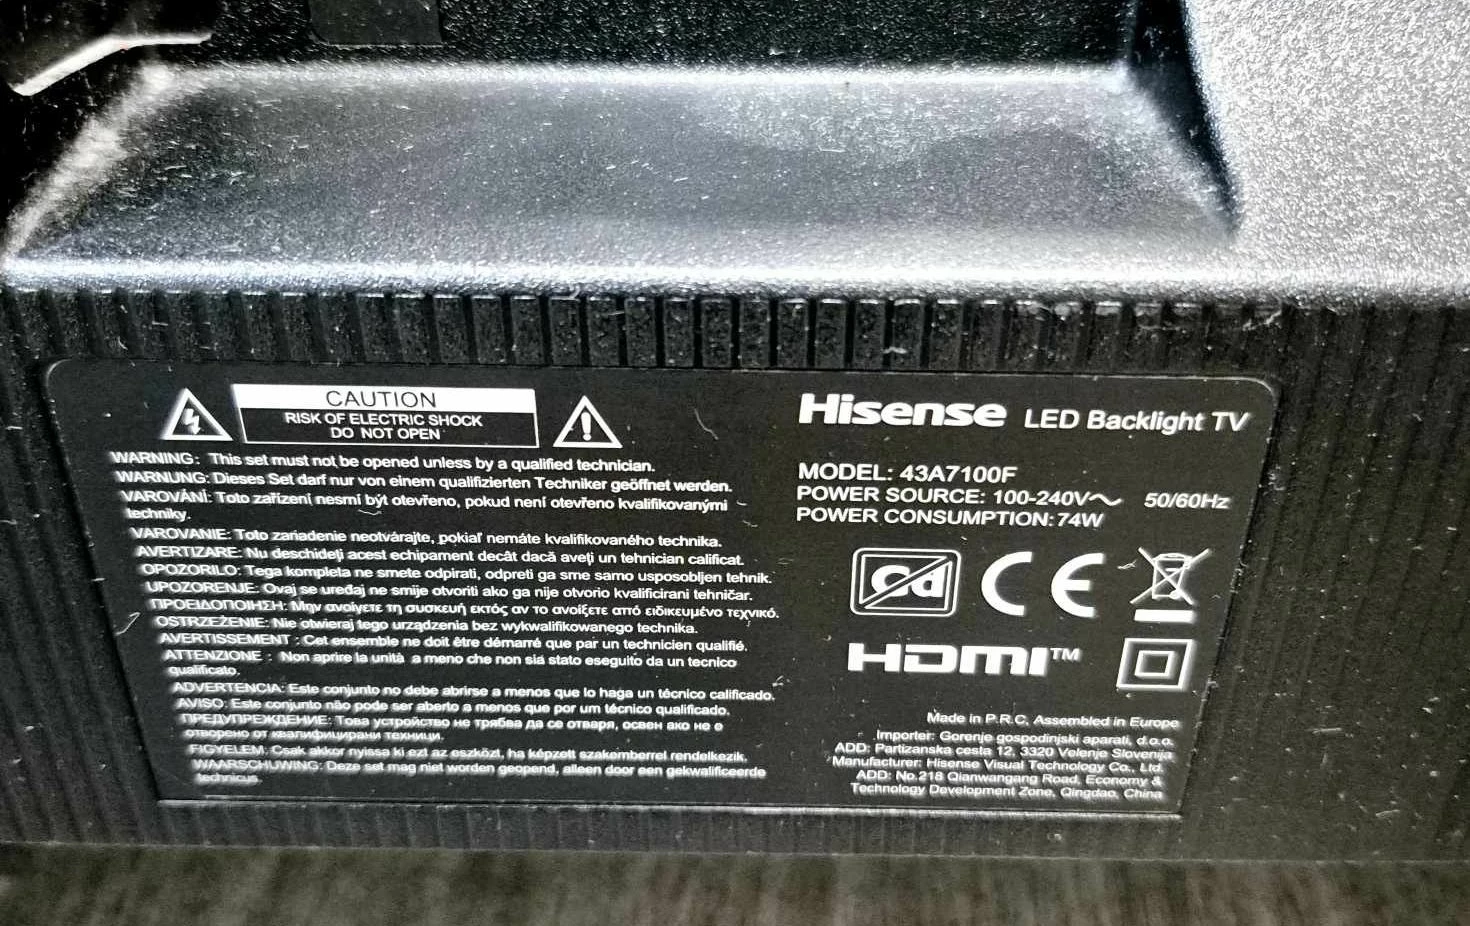 CAUTION
RISK OF ELECTRIC SHOCK
DO NOT OPEN
WARNING: This set must not be opened unless by a qualified technician.
WARNUNG: Dieses Set darf nur von einem qualifizierten Techniker geöffnet werden.
VAROVÁNÍ: Toto zařízení nesmí být otevřeno, pokud není otevřeno kvalifikovanými
techniky.
VAROVANIE: Toto zariadenie neotvárajte, pokiaľ nemáte kvalifikovaného technika.
AVERTIZARE: Nu deschideți acest echipament decât dacă aveți un tehnician calificat.
OPOZORILO: Tega kompleta ne smete odpirati, odpreti ga sme samo usposobljen tehnik.
UPOZORENJE: Ovaj se uređaj ne smije otvoriti ako ga nije otvorio kvalificirani tehničar.
ΠΡΟΕΙΔΟΠΟΙΗΣΗ: Μην ανοίγετε τη συσκευή εκτός αν το ανοίξετε από ειδικευμένο τεχνικό.
OSTRZEŻENIE: Nie otwieraj tego urządzenia bez wykwalifikowanego technika.
AVERTISSEMENT : Cet ensemble ne doit être démarré que par un technicien qualifié.
ATTENZIONE : Non aprire la unità a meno che non sia stato eseguito da un tecnico
qualificato.
ADVERTENCIA: Este conjunto no debe abrirse a menos que lo haga un técnico calificado.
AVISO: Este conjunto não pode ser aberto a menos que por um técnico qualificado.
ПРЕДУПРЕЖДЕНИЕ: Това устройство не трябва да се отваря, освен ако не е
отворено от квалифицирани техници.
FIGYELEM: Csak akkor nyissa ki ezt az eszközt, ha képzett szakemberrel rendelkezik.
WAARSCHUWING: Deze set mag niet worden geopend, alleen door een gekwalificeerde
technicus.
Hisense LED Backlight TV
MODEL: 43A7100F
POWER SOURCE: 100-240V～ 50/60Hz
POWER CONSUMPTION: 74W
Pb CE
HDMI™
Made in P.R.C, Assembled in Europe
Importer: Gorenje gospodinjski aparati, d.o.o.
ADD: Partizanska cesta 12, 3320 Velenje Slovenija
Manufacturer: Hisense Visual Technology Co., Ltd.
ADD: No.218 Qianwangang Road, Economy &
Technology Development Zone, Qingdao, China